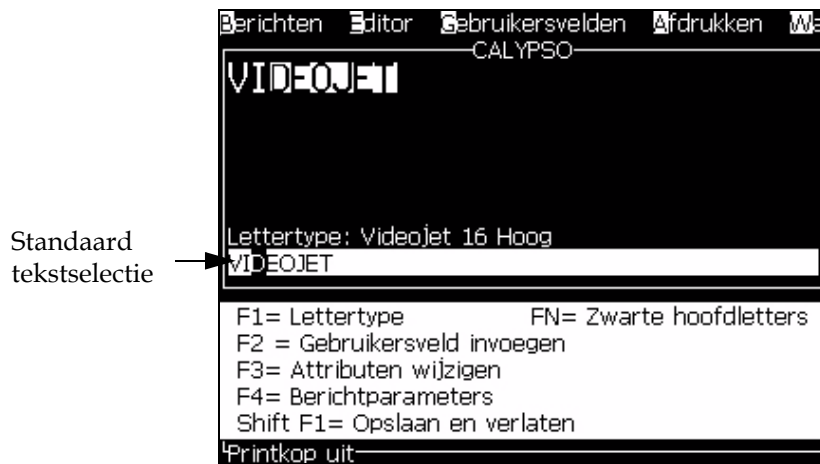 Berichten Editor Gebruikersvelden Afdrukken Wa
CALYPSO
VIDEOJET
Lettertype: Videojet 16 Hoog
VIDEOJET
Standaard
tekstselectie
F1= Lettertype FN= Zwarte hoofdletters
F2 = Gebruikersveld invoegen
F3= Attributen wijzigen
F4= Berichtparameters
Shift F1= Opslaan en verlaten
Printkop uit